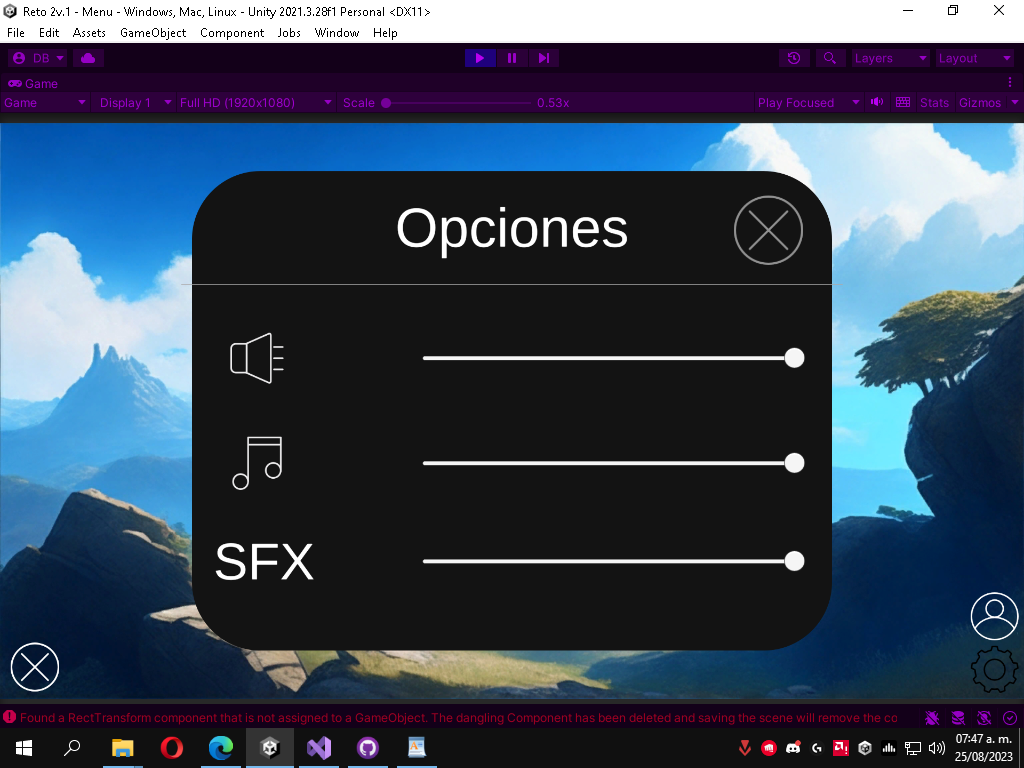 Reto 2v.1 - Menu - Windows, Mac, Linux - Unity 2021.3.28f1 Personal <DX11>
File Edit Assets GameObject Component Jobs Window Help
DB Layers Layout
Game
Game Display 1 Full HD (1920x1080) Scale 0.53x Play Focused Stats Gizmos
Opciones
SFX
Found a RectTransform component that is not assigned to a GameObject. The dangling Component has been deleted and saving the scene will remove the co
07:47 a. m.
25/08/2023